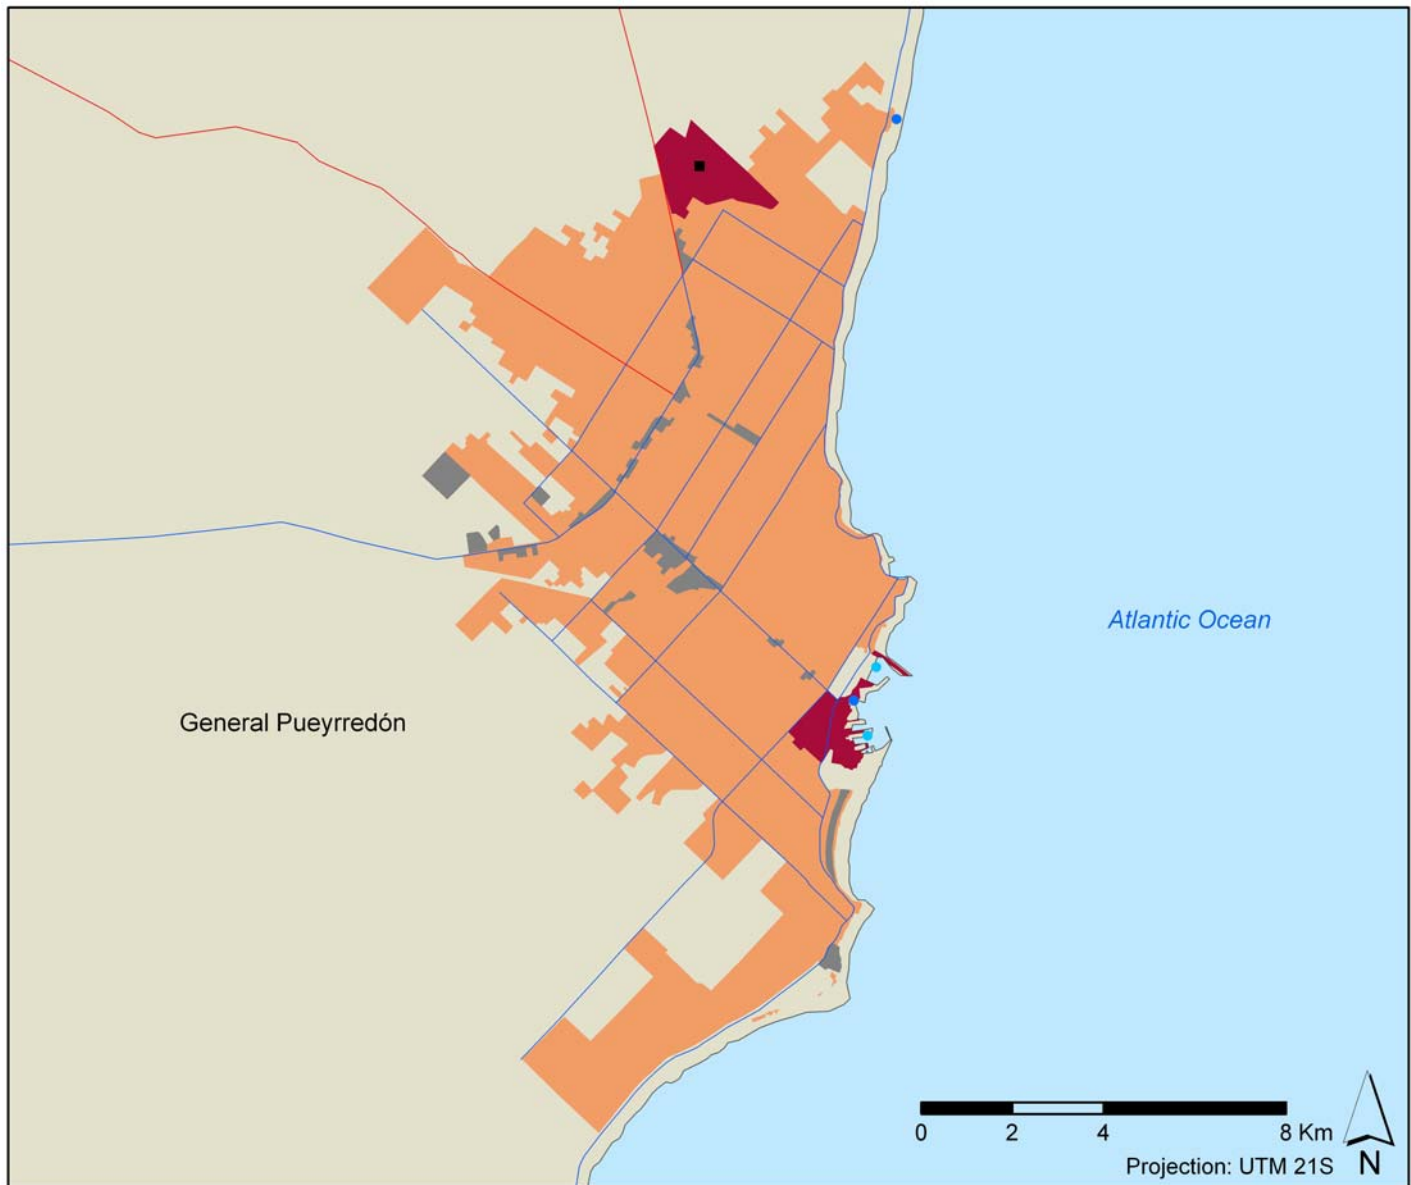 Atlantic Ocean
General Pueyrredón
0 2 4 8 Km
Projection: UTM 21S
N